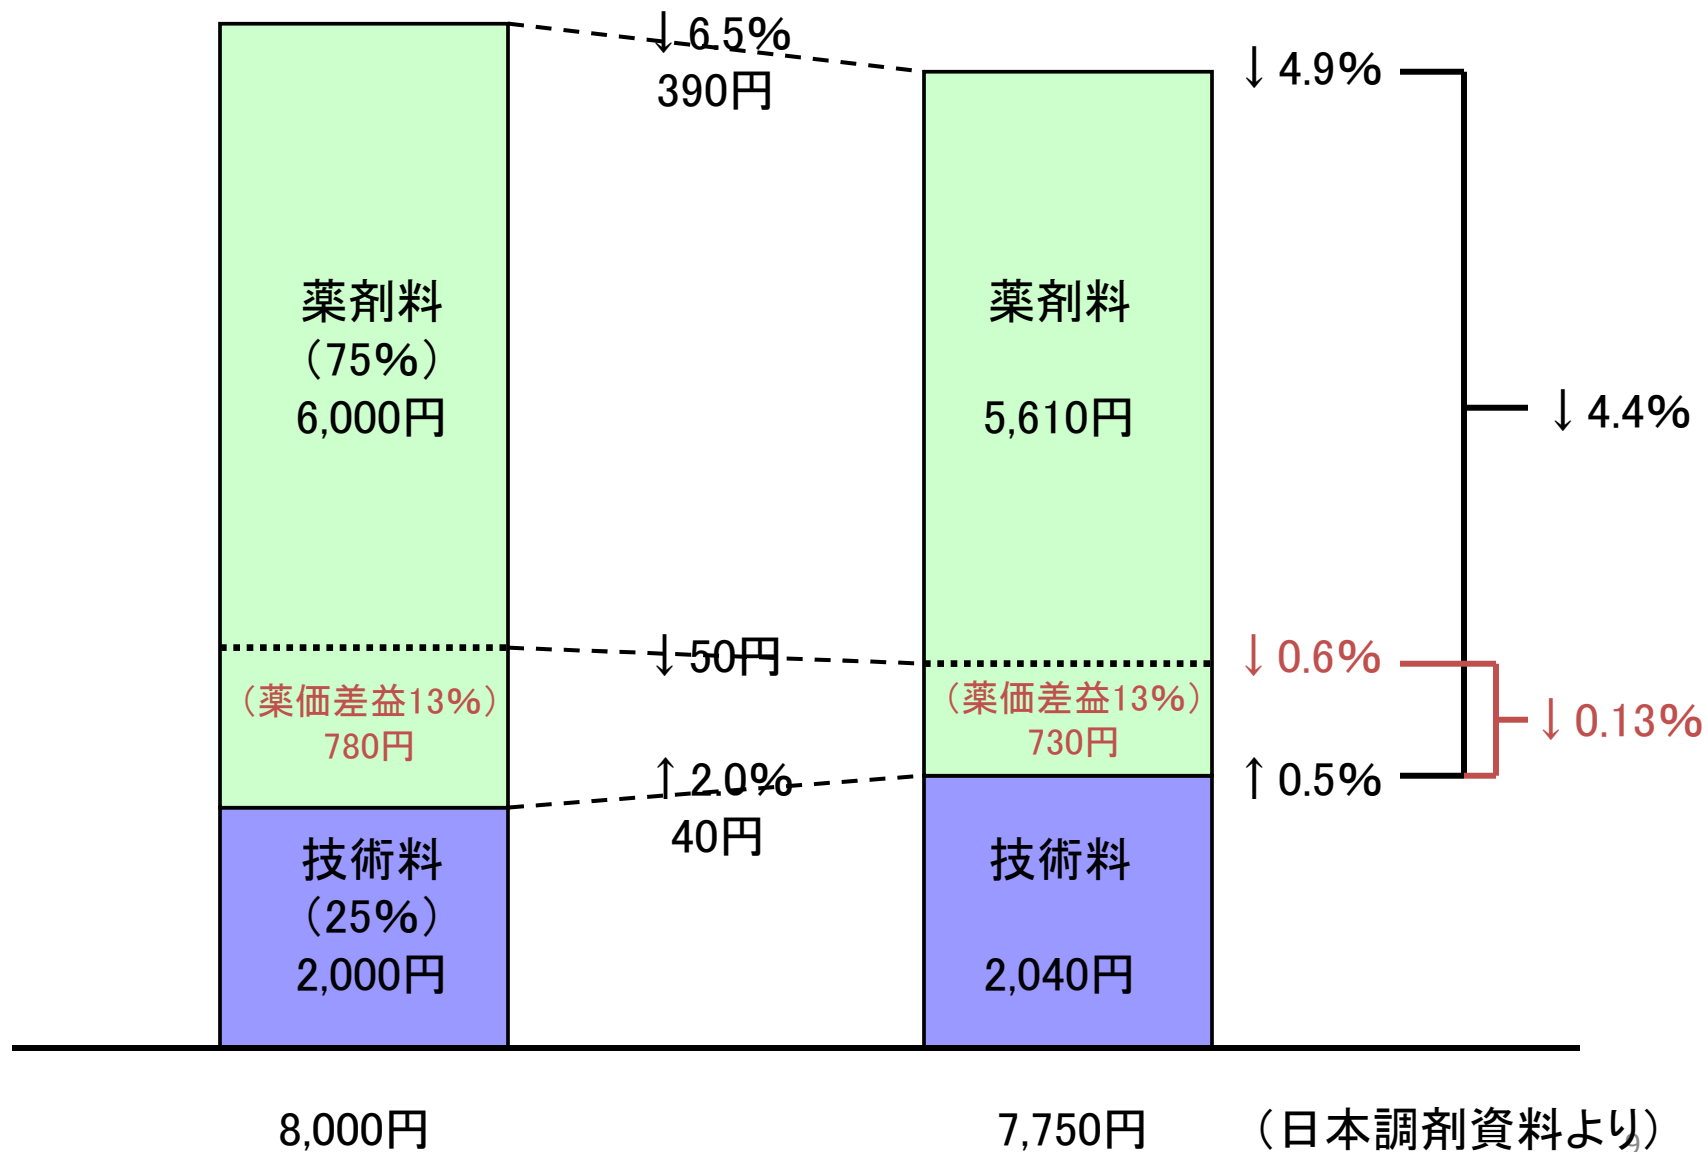 ↓6.5％
390円
↓4.9％
薬剤料
（75％）
6,000円
薬剤料
5,610円
↓4.4％
↓50円
↓0.6％
（薬価差益13％）
780円
（薬価差益13％）
730円
↓0.13％
↑2.0％
40円
↑0.5％
技術料
（25％）
2,000円
技術料
2,040円
8,000円
7,750円
（日本調剤資料より）
9